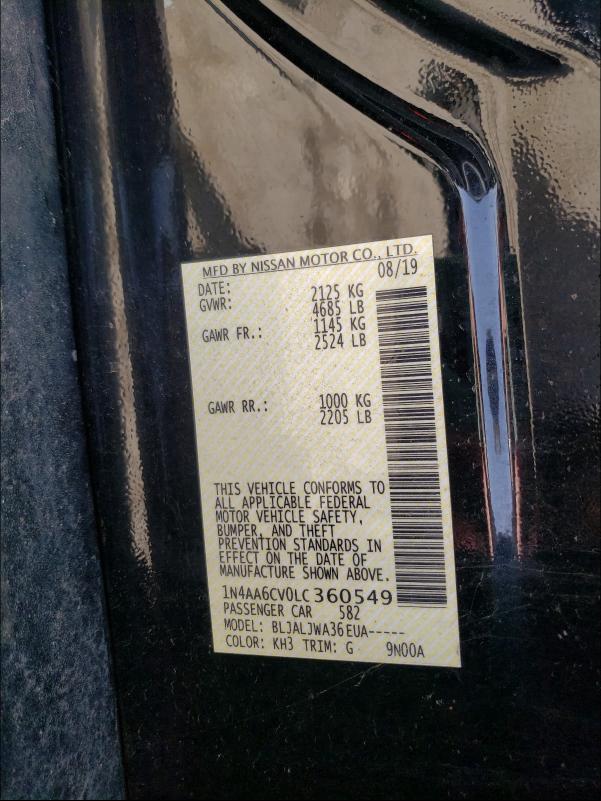 MFD BY NISSAN MOTOR CO., LTD.
DATE: 08/19
GVWR: 2125 KG
4685 LB
GAWR FR.: 1145 KG
2524 LB
GAWR RR.: 1000 KG
2205 LB
THIS VEHICLE CONFORMS TO
ALL APPLICABLE FEDERAL
MOTOR VEHICLE SAFETY,
BUMPER, AND THEFT
PREVENTION STANDARDS IN
EFFECT ON THE DATE OF
MANUFACTURE SHOWN ABOVE.
1N4AA6CV0LC360549
PASSENGER CAR 582
MODEL: BLJALJWA36EUA-----
COLOR: KH3 TRIM: G 9N00A